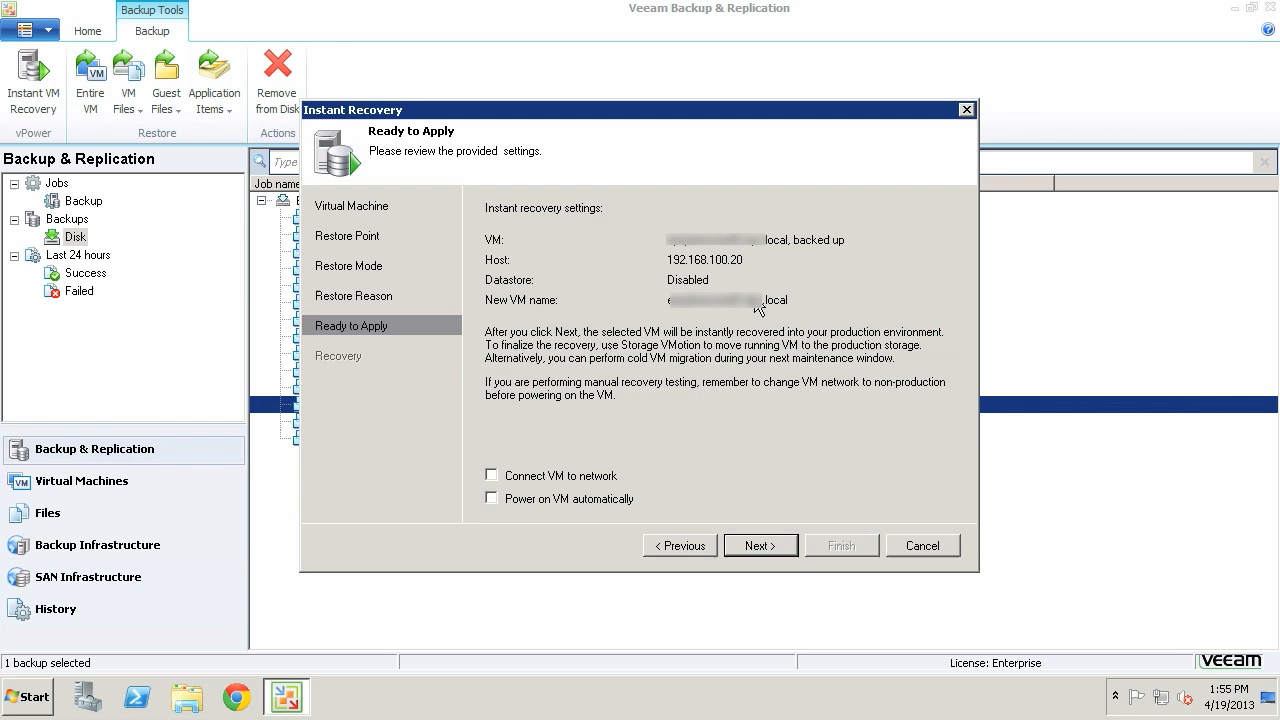 Backup Tools
Veeam Backup & Replication
Home
Backup
Instant VM Recovery
Entire VM
VM Files
Guest Files
Application Items
Remove from Disk
vPower
Restore
Actions
Instant Recovery
Ready to Apply
Please review the provided settings.
Backup & Replication
Type
Job name
Jobs
Backup
Backups
Disk
Last 24 hours
Success
Failed
Virtual Machine
Restore Point
Restore Mode
Restore Reason
Ready to Apply
Recovery
Instant recovery settings:
VM: local, backed up
Host: 192.168.100.20
Datastore: Disabled
New VM name: .local
After you click Next, the selected VM will be instantly recovered into your production environment.
To finalize the recovery, use Storage VMotion to move running VM to the production storage.
Alternatively, you can perform cold VM migration during your next maintenance window.
If you are performing manual recovery testing, remember to change VM network to non-production
before powering on the VM.
Connect VM to network
Power on VM automatically
< Previous
Next >
Finish
Cancel
Backup & Replication
Virtual Machines
Files
Backup Infrastructure
SAN Infrastructure
History
1 backup selected
License: Enterprise
veeam
Start
1:55 PM
4/19/2013